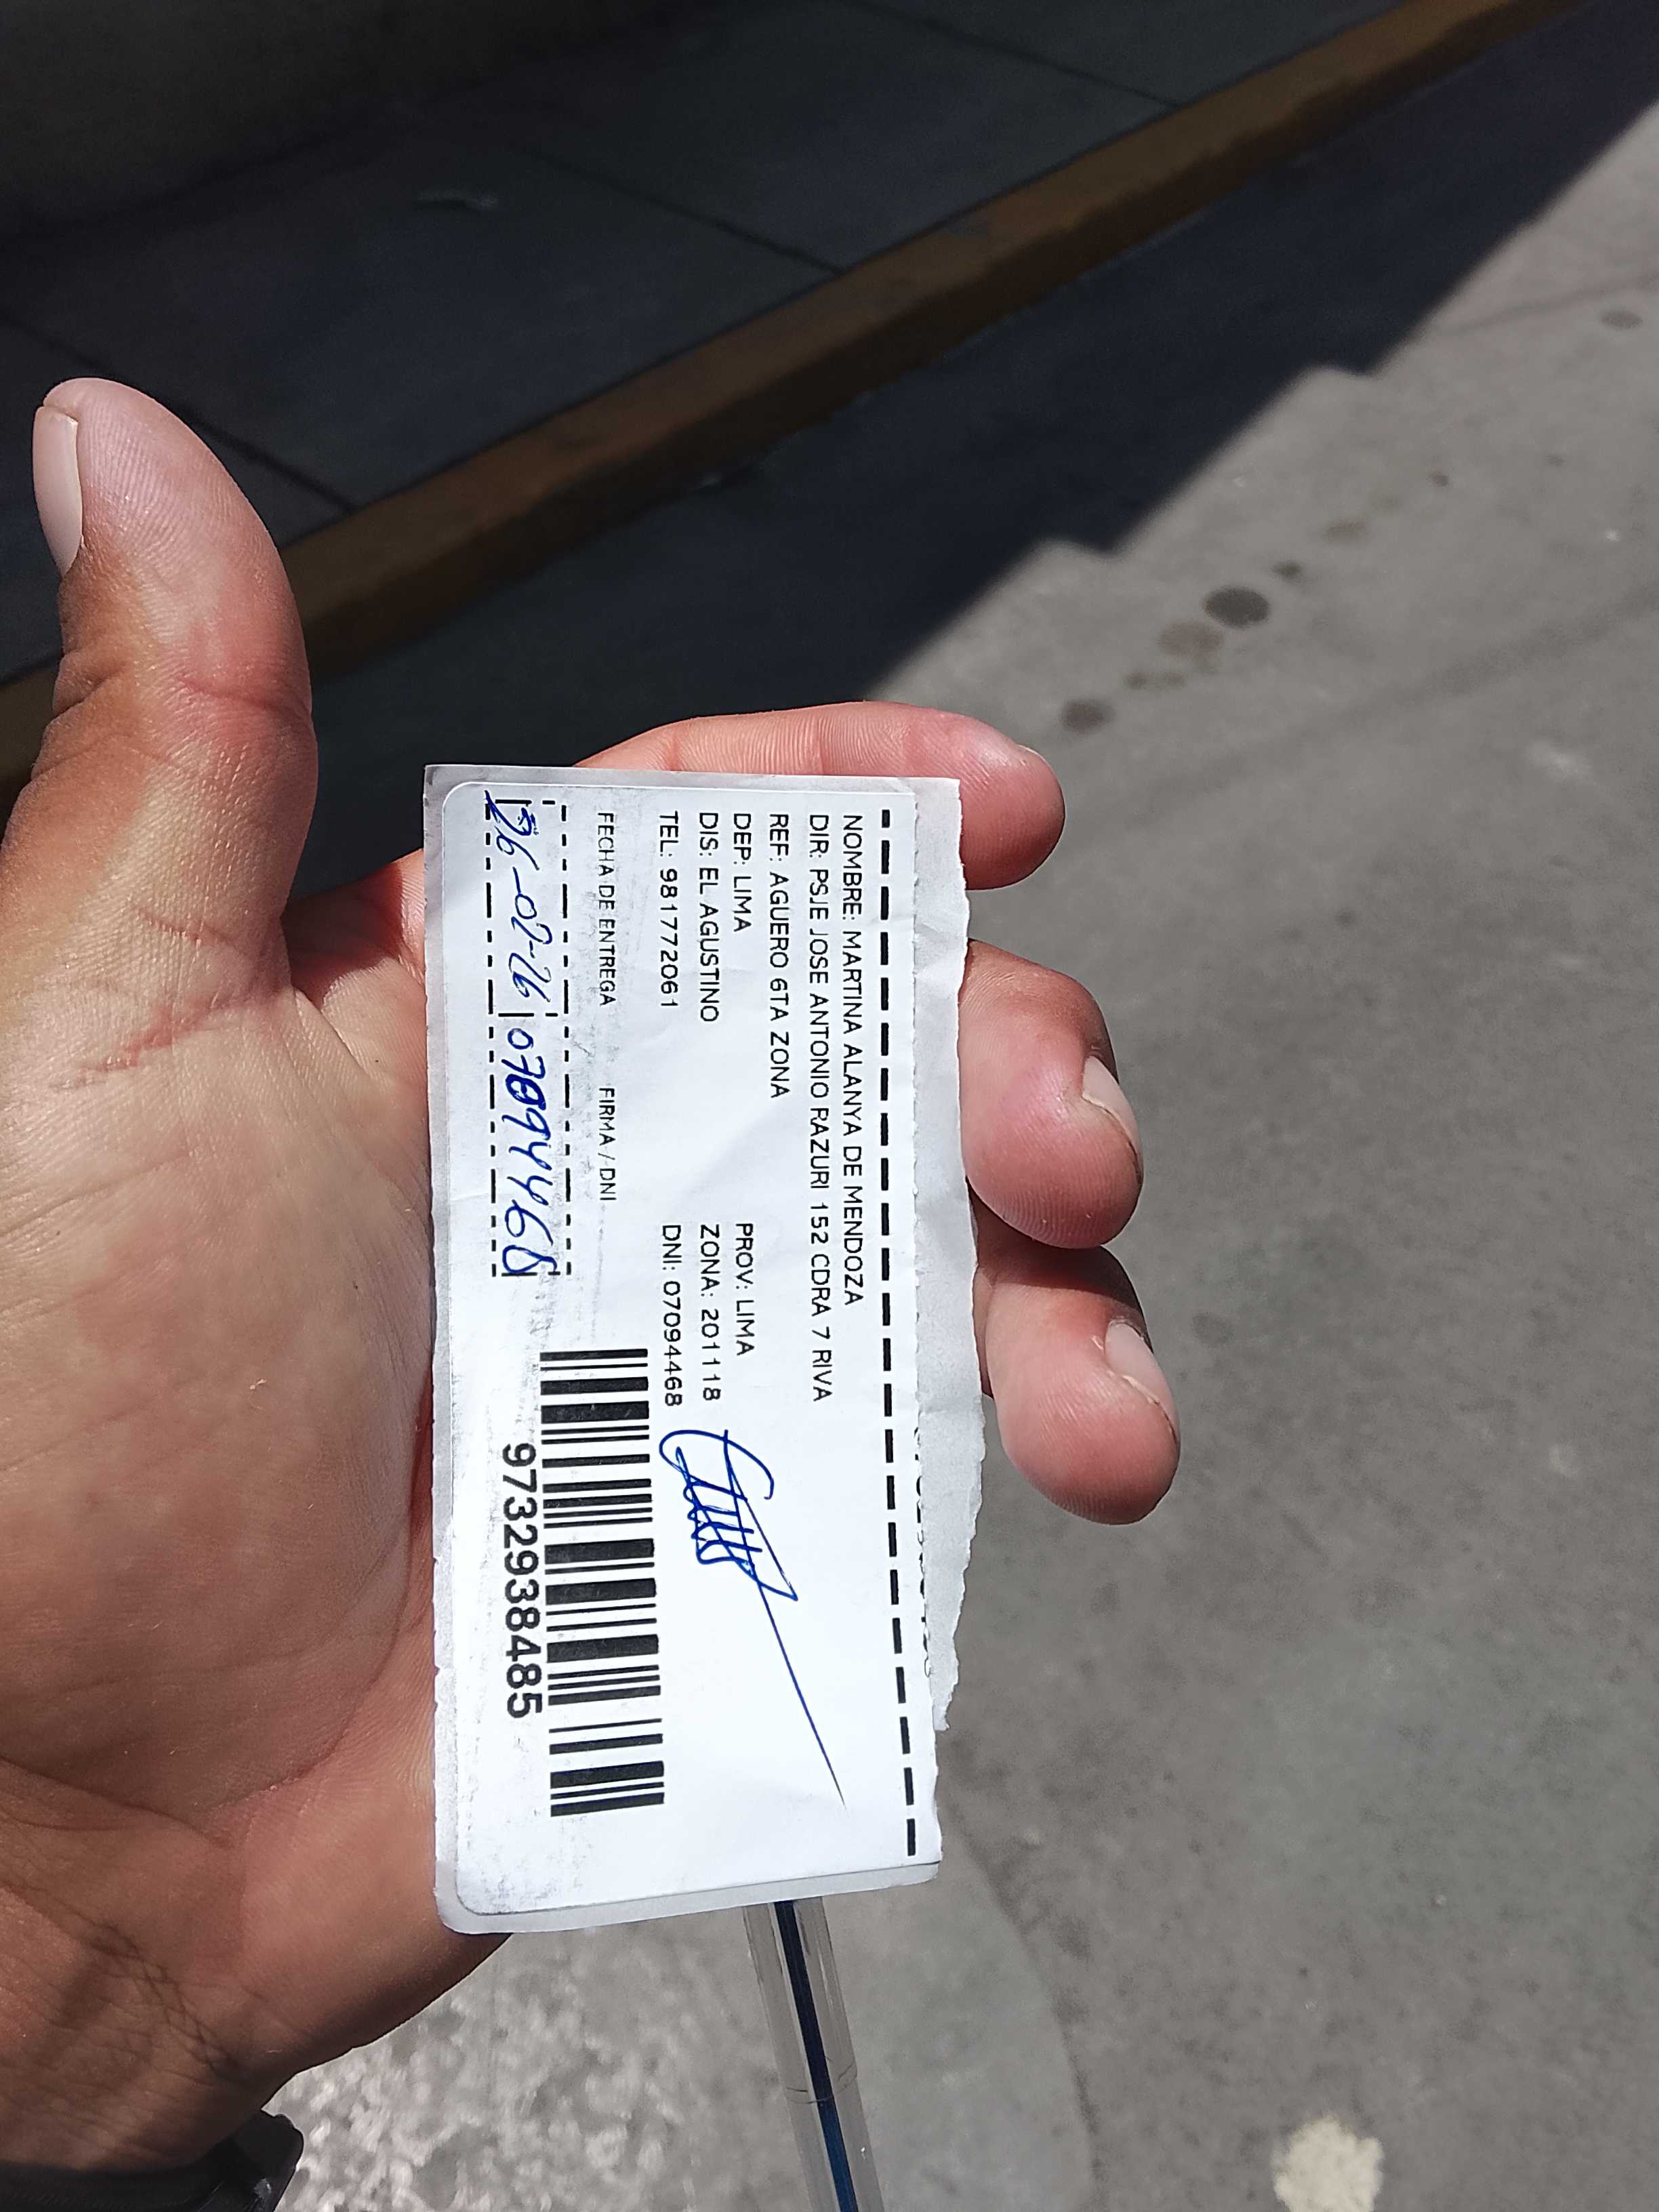 NOMBRE: MARTINA ALANYA DE MENDOZA
DIR: PSJE JOSE ANTONIO RAZURI 152 CDRA 7 RIVA
REF: AGUERO 6TA ZONA
DEP: LIMA PROV: LIMA
DIS: EL AGUSTINO ZONA: 201118
TEL: 981772061 DNI: 07094468
FECHA DE ENTREGA FIRMA / DNI
26-02-26 07094468
9732938485